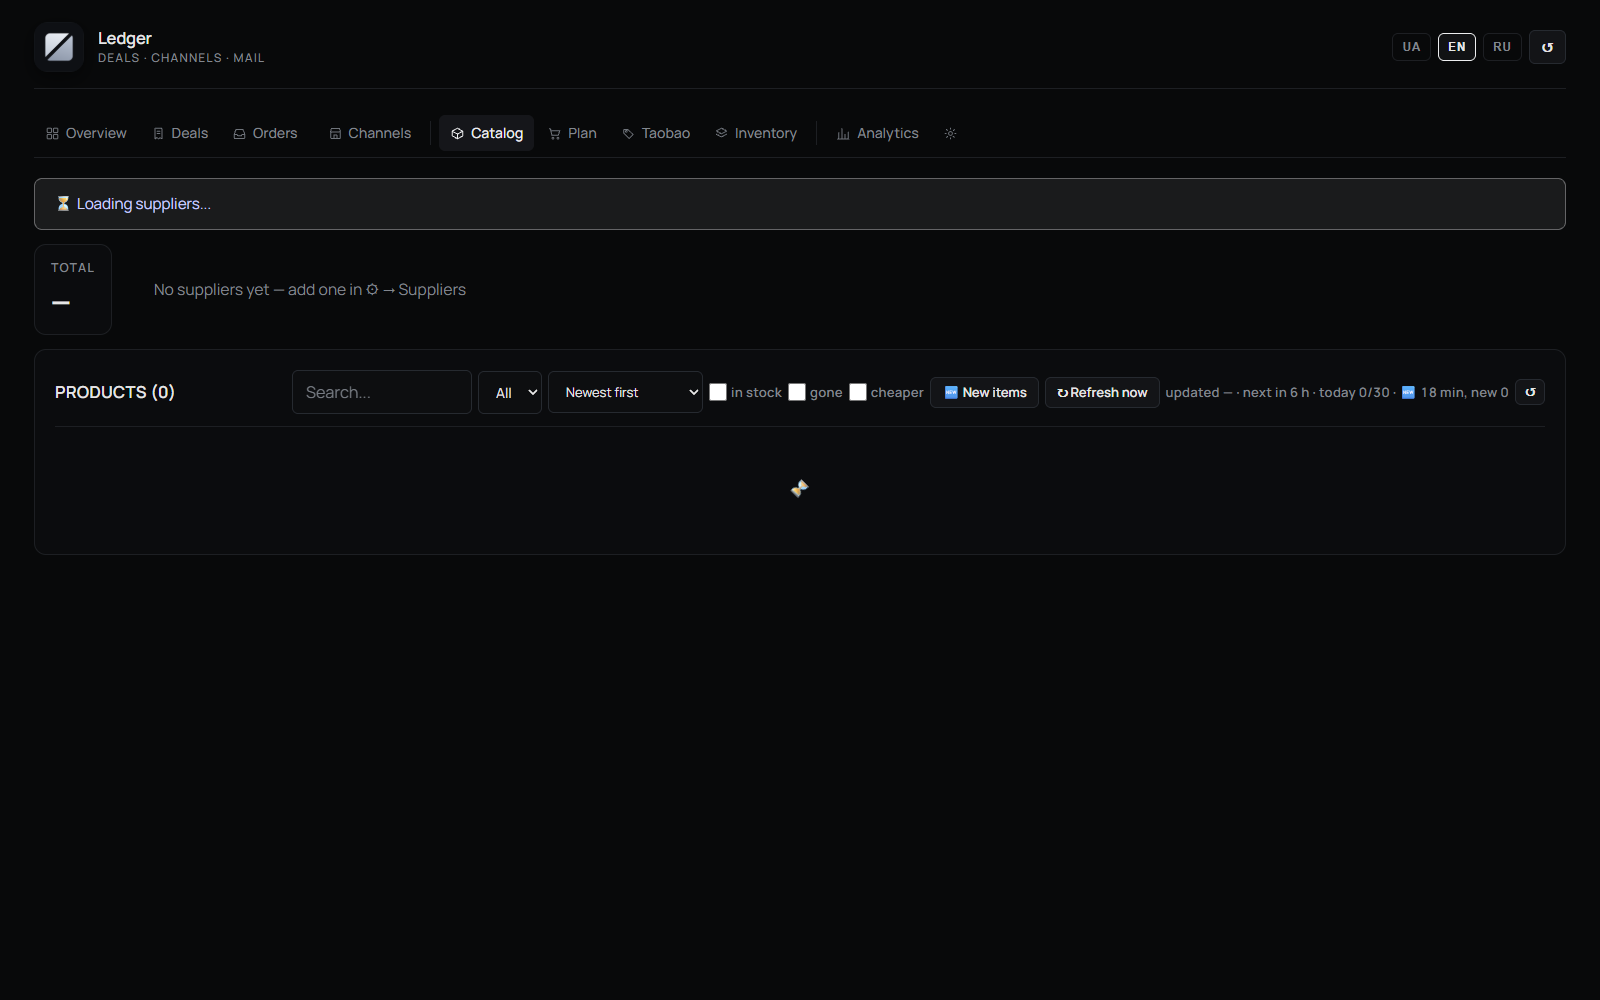 Ledger
DEALS · CHANNELS · MAIL
UA EN RU ↺
Overview Deals Orders Channels Catalog Plan Taobao Inventory Analytics
⏳ Loading suppliers...
TOTAL
—
No suppliers yet — add one in ⚙ → Suppliers
PRODUCTS (0) Search... All Newest first in stock gone cheaper 🆕 New items ↻ Refresh now updated — · next in 6 h · today 0/30 · 🆕 18 min, new 0 ↺